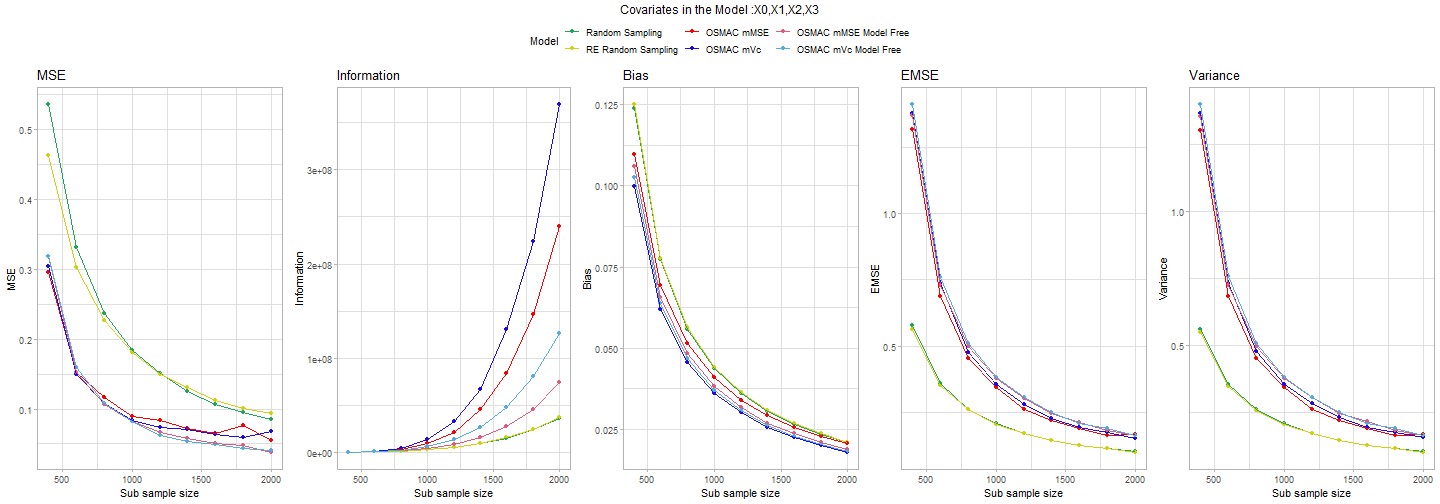 Covariates in the Model :X0,X1,X2,X3
Model
Random Sampling
OSMAC mMSE
OSMAC mMSE Model Free
RE Random Sampling
OSMAC mVc
OSMAC mVc Model Free
MSE
Information
Bias
EMSE
Variance
MSE
0.5
0.4
0.3
0.2
0.1
500 1000 1500 2000
Sub sample size
Information
3e+08
2e+08
1e+08
0e+00
500 1000 1500 2000
Sub sample size
Bias
0.125
0.100
0.075
0.050
0.025
500 1000 1500 2000
Sub sample size
EMSE
1.0
0.5
500 1000 1500 2000
Sub sample size
Variance
1.0
0.5
500 1000 1500 2000
Sub sample size